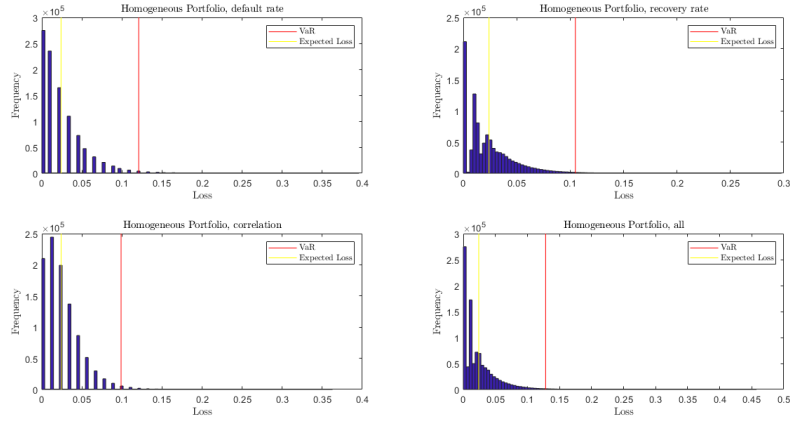 Homogeneous Portfolio, default rate
×10^5
3
2.5
2
1.5
1
0.5
0
Frequency
VaR
Expected Loss
0 0.05 0.1 0.15 0.2 0.25 0.3 0.35 0.4
Loss
Homogeneous Portfolio, recovery rate
×10^5
2.5
2
1.5
1
0.5
0
Frequency
VaR
Expected Loss
0 0.05 0.1 0.15 0.2 0.25 0.3
Loss
Homogeneous Portfolio, correlation
×10^5
2.5
2
1.5
1
0.5
0
Frequency
VaR
Expected Loss
0 0.05 0.1 0.15 0.2 0.25 0.3 0.35 0.4
Loss
Homogeneous Portfolio, all
×10^5
3
2.5
2
1.5
1
0.5
0
Frequency
VaR
Expected Loss
0 0.05 0.1 0.15 0.2 0.25 0.3 0.35 0.4 0.45 0.5
Loss